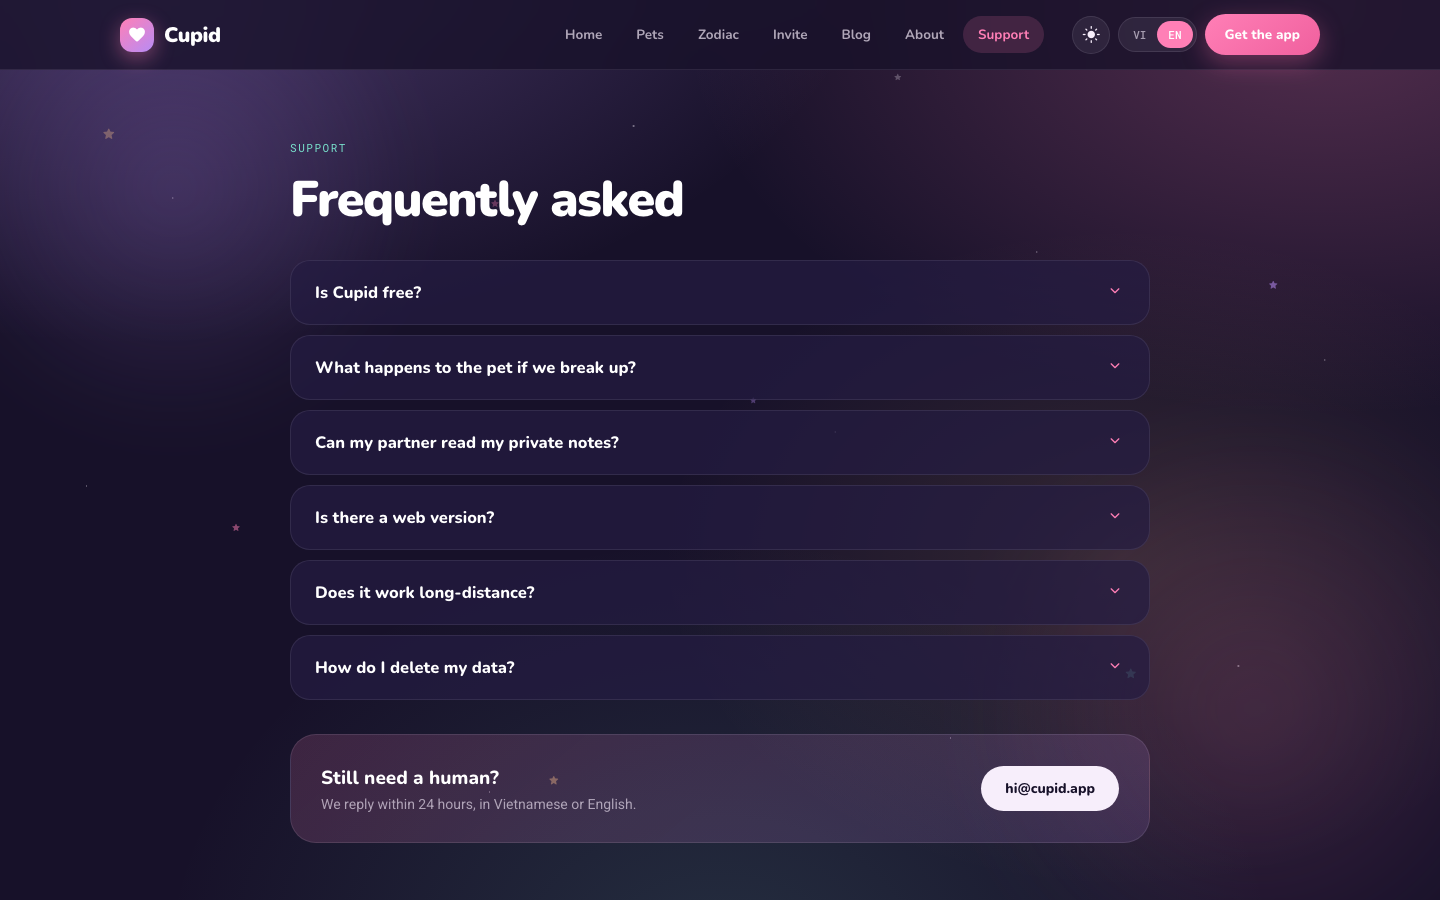 Cupid
Home
Pets
Zodiac
Invite
Blog
About
Support
VI
EN
Get the app
SUPPORT
Frequently asked
Is Cupid free?
What happens to the pet if we break up?
Can my partner read my private notes?
Is there a web version?
Does it work long-distance?
How do I delete my data?
Still need a human?
We reply within 24 hours, in Vietnamese or English.
hi@cupid.app